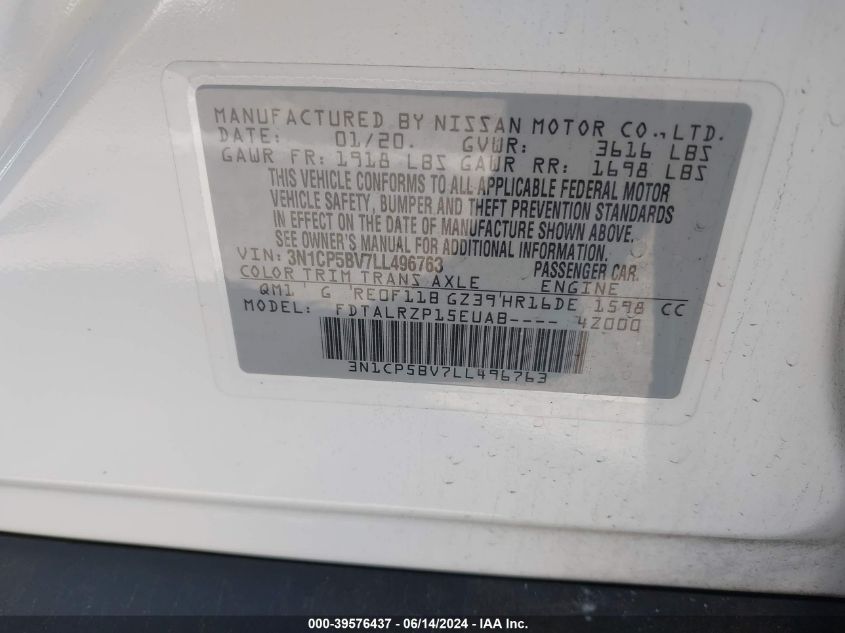 MANUFACTURED BY NISSAN MOTOR CO., LTD.
DATE: 01/20. GVWR: 3616 LBS
GAWR FR: 1918 LBS GAWR RR: 1698 LBS
THIS VEHICLE CONFORMS TO ALL APPLICABLE FEDERAL MOTOR
VEHICLE SAFETY, BUMPER AND THEFT PREVENTION STANDARDS
IN EFFECT ON THE DATE OF MANUFACTURE SHOWN ABOVE.
SEE OWNER'S MANUAL FOR ADDITIONAL INFORMATION.
VIN: 3N1CP5BV7LL496763 PASSENGER CAR.
COLOR TRIM TRANS AXLE ENGINE
QM1 ' G 'RE0F11B GZ39'HR16DE 1598 CC
MODEL: FDTALRZP15EUAB---- 4Z000
3N1CP5BV7LL496763
000-39576437 - 06/14/2024 - IAA Inc.